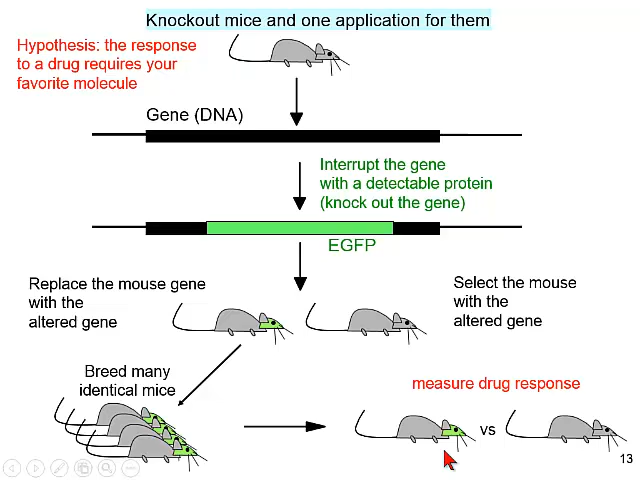 Knockout mice and one application for them
Hypothesis: the response
to a drug requires your
favorite molecule
Gene (DNA)
Interrupt the gene
with a detectable protein
(knock out the gene)
EGFP
Replace the mouse gene
with the
altered gene
Select the mouse
with the
altered gene
Breed many
identical mice
measure drug response
vs
13